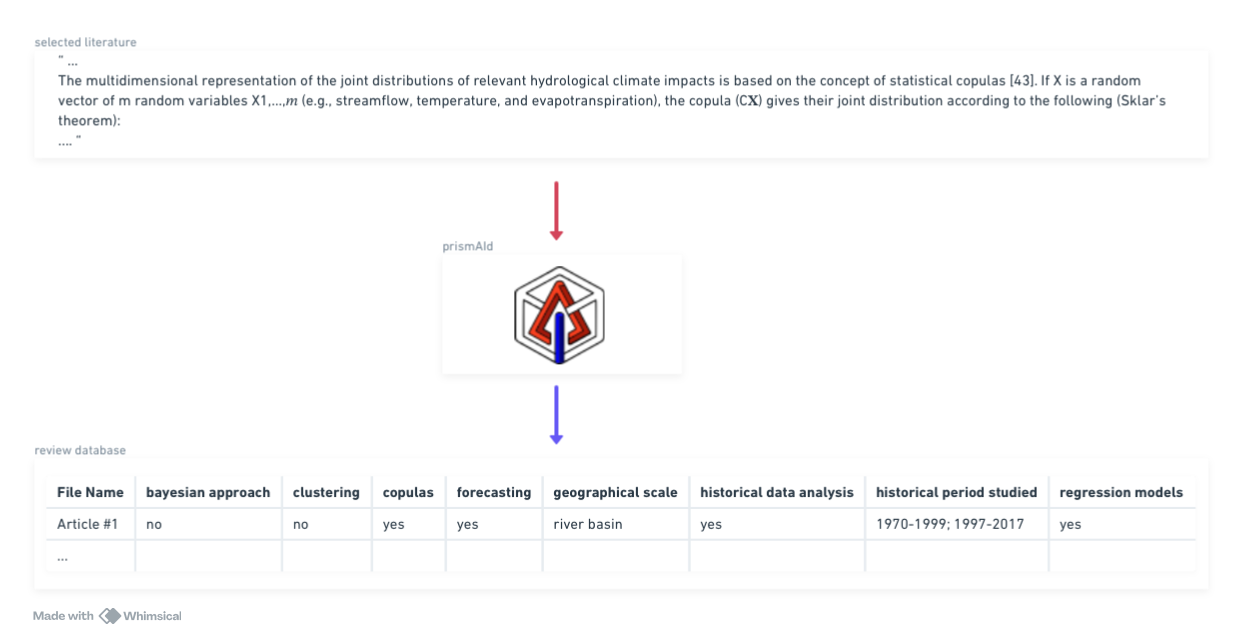 selected literature
" ...
The multidimensional representation of the joint distributions of relevant hydrological climate impacts is based on the concept of statistical copulas [43]. If X is a random
vector of m random variables X1,...,m (e.g., streamflow, temperature, and evapotranspiration), the copula (CX) gives their joint distribution according to the following (Sklar's
theorem):
.... "
prismAId
review database
File Name bayesian approach clustering copulas forecasting geographical scale historical data analysis historical period studied regression models
Article #1 no no yes yes river basin yes 1970-1999; 1997-2017 yes
...
Made with Whimsical